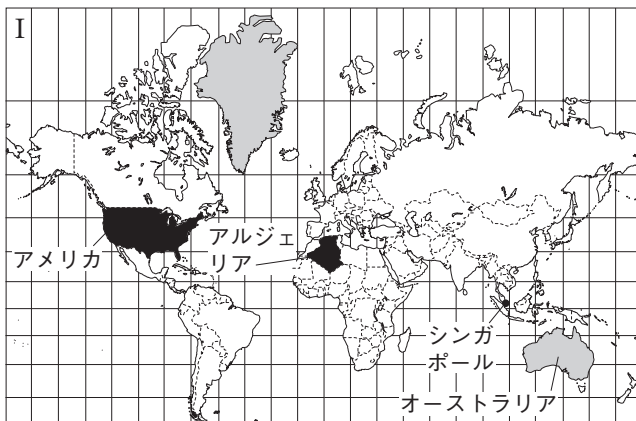 I
アメリカ
アルジェ
リア
シンガ
ポール
オーストラリア